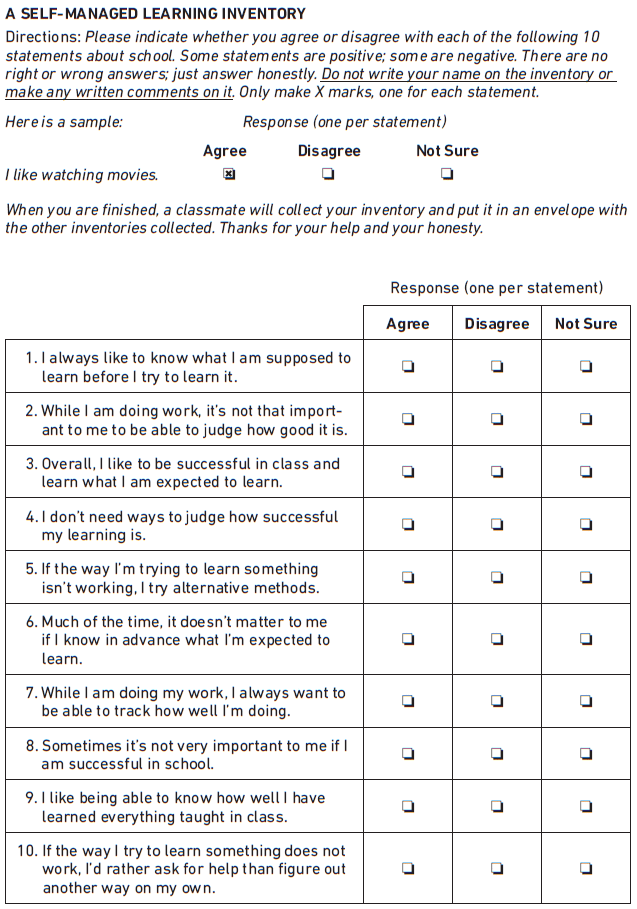 A SELF-MANAGED LEARNING INVENTORY
Directions: Please indicate whether you agree or disagree with each of the following 10
statements about school. Some statements are positive; some are negative. There are no
right or wrong answers; just answer honestly. Do not write your name on the inventory or
make any written comments on it. Only make X marks, one for each statement.
Here is a sample: Response (one per statement)
Agree Disagree Not Sure
I like watching movies.
When you are finished, a classmate will collect your inventory and put it in an envelope with
the other inventories collected. Thanks for your help and your honesty.
Response (one per statement)
Agree Disagree Not Sure
1. I always like to know what I am supposed to
learn before I try to learn it.
2. While I am doing work, it's not that import-
ant to me to be able to judge how good it is.
3. Overall, I like to be successful in class and
learn what I am expected to learn.
4. I don't need ways to judge how successful
my learning is.
5. If the way I'm trying to learn something
isn't working, I try alternative methods.
6. Much of the time, it doesn't matter to me
if I know in advance what I'm expected to
learn.
7. While I am doing my work, I always want to
be able to track how well I'm doing.
8. Sometimes it's not very important to me if I
am successful in school.
9. I like being able to know how well I have
learned everything taught in class.
10. If the way I try to learn something does not
work, I'd rather ask for help than figure out
another way on my own.